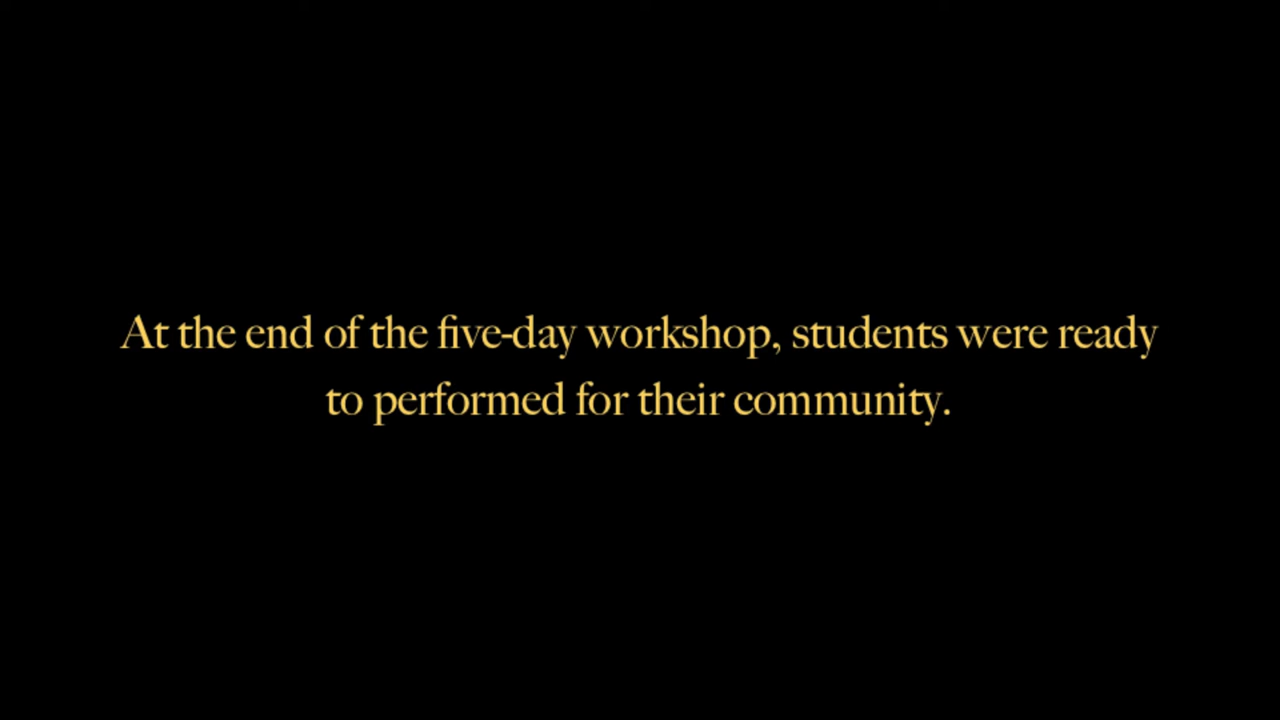 At the end of the five-day workshop, students were ready
to performed for their community.